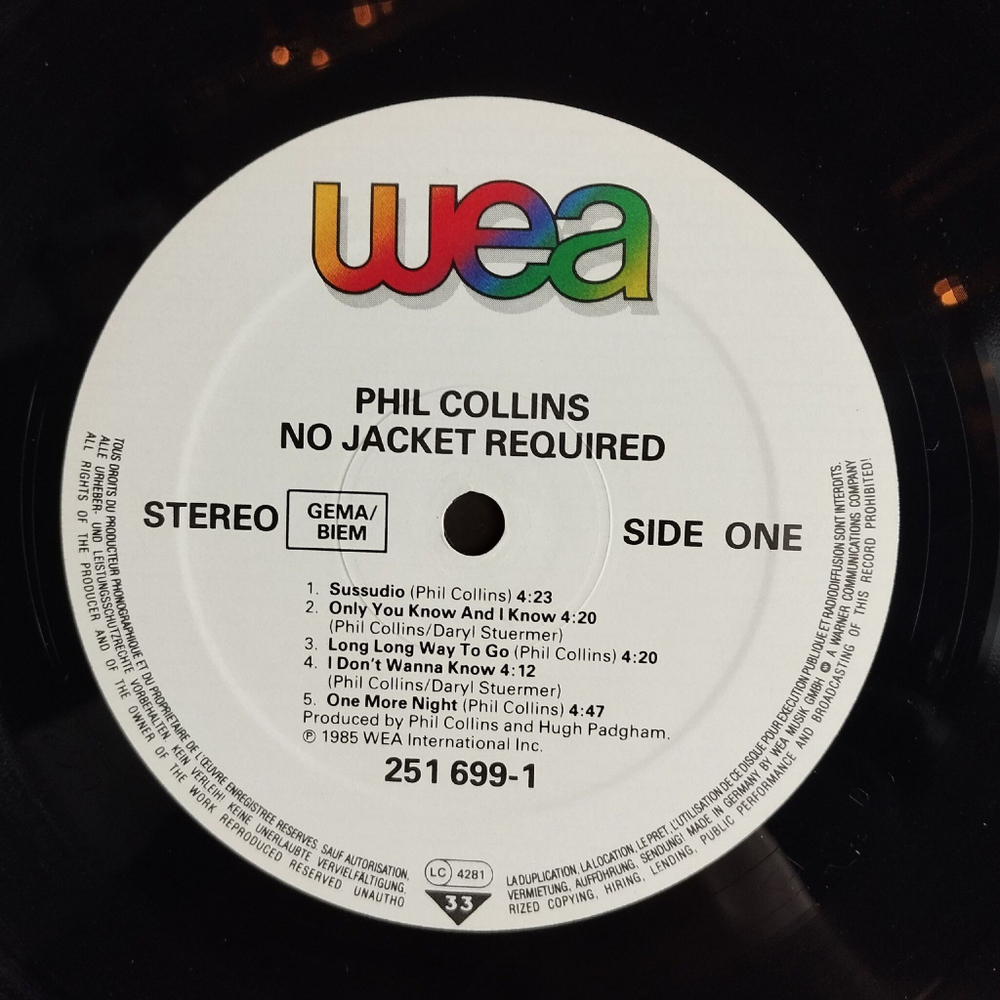 wea
PHIL COLLINS
NO JACKET REQUIRED
STEREO
GEMA/
BIEM
SIDE ONE
1. Sussudio (Phil Collins) 4:23
2. Only You Know And I Know 4:20
(Phil Collins/Daryl Stuermer)
3. Long Long Way To Go (Phil Collins) 4:20
4. I Don't Wanna Know 4:12
(Phil Collins/Daryl Stuermer)
5. One More Night (Phil Collins) 4:47
Produced by Phil Collins and Hugh Padgham.
℗ 1985 WEA International Inc.
251 699-1
TOUS DROITS DU PRODUCTEUR PHONOGRAPHIQUE ET DU PROPRIETAIRE DE L'ŒUVRE ENREGISTREE RESERVES SAUF AUTORISATION,
ALLE URHEBER- UND LEISTUNGSSCHUTZRECHTE VORBEHALTEN. KEIN VERLEIH! KEINE UNERLAUBTE VERVIELFÄLTIGUNG,
ALL RIGHTS OF THE PRODUCER AND OF THE OWNER OF THE WORK REPRODUCED RESERVED UNAUTHO
LC 4281
33
LA DUPLICATION, LA LOCATION, LE PRET, L'UTILISATION DE CE DISQUE POUR EXECUTION PUBLIQUE ET RADIODIFFUSION SONT INTERDITS.
VERMIETUNG, AUFFÜHRUNG, SENDUNG! MADE IN GERMANY BY WEA MUSIK GMBH A WARNER COMMUNICATIONS COMPANY
RIZED COPYING, HIRING, LENDING, PUBLIC PERFORMANCE AND BROADCASTING OF THIS RECORD PROHIBITED!